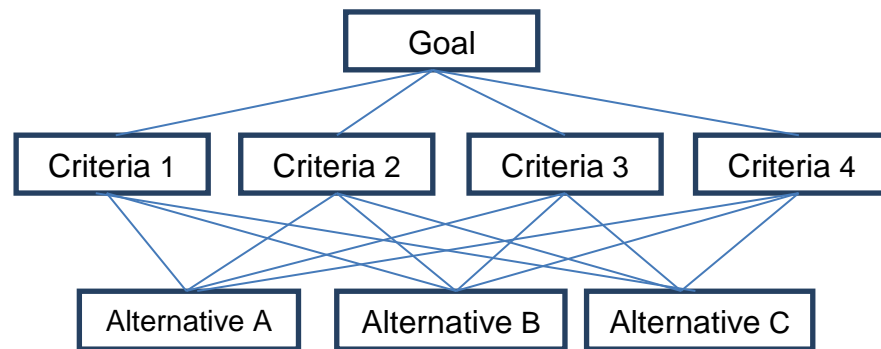 Goal
Criteria 1
Criteria 2
Criteria 3
Criteria 4
Alternative A
Alternative B
Alternative C